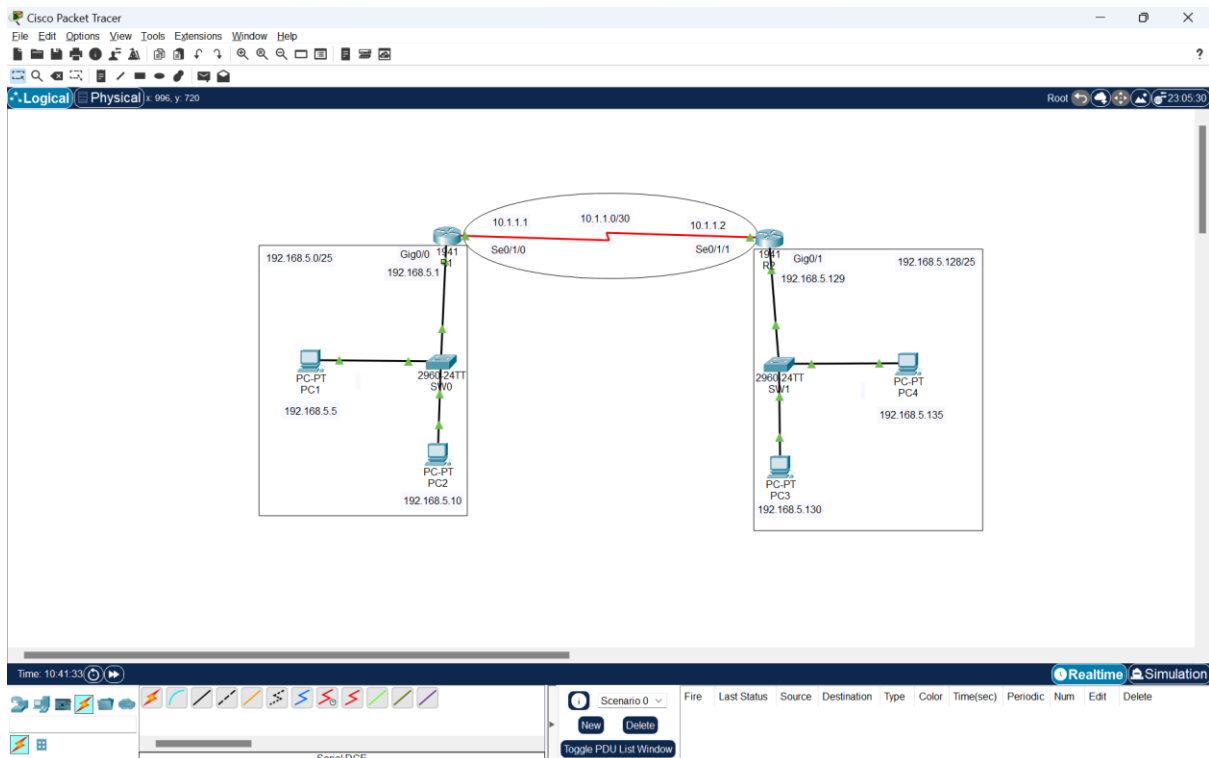 Cisco Packet Tracer
File Edit Options View Tools Extensions Window Help
?
Logical Physical x: 996, y: 720
Root 23:05:30
10.1.1.1 10.1.1.0/30 10.1.1.2
Se0/1/0 Se0/1/1
192.168.5.0/25 Gig0/0 1941
192.168.5.1
1941 Gig0/1 192.168.5.128/25
R2 192.168.5.129
PC-PT
PC1
192.168.5.5
2960-24TT
SW0
PC-PT
PC2
192.168.5.10
2960-24TT
SW1
PC-PT
PC4
192.168.5.135
PC-PT
PC3
192.168.5.130
Time: 10:41:33
Realtime Simulation
Scenario 0
New Delete
Toggle PDU List Window
Fire Last Status Source Destination Type Color Time(sec) Periodic Num Edit Delete
Serial DCE